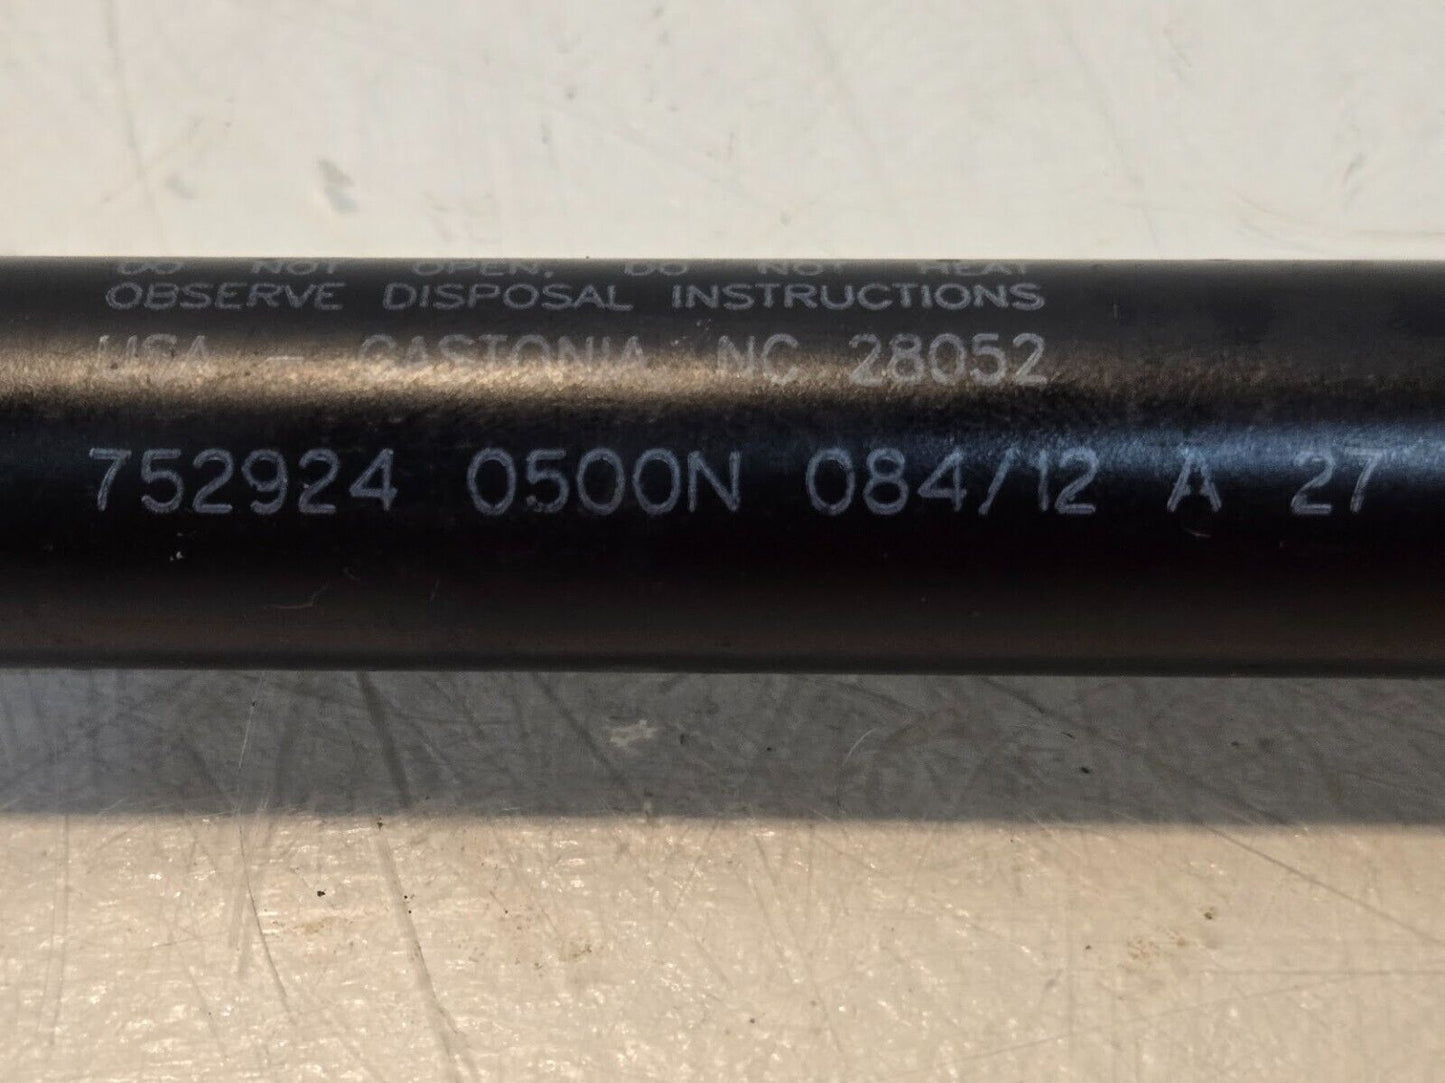 DO NOT OPEN. DO NOT HEAT
OBSERVE DISPOSAL INSTRUCTIONS
USA - GASTONIA, NC 28052
752924 0500N 084/12 A 27